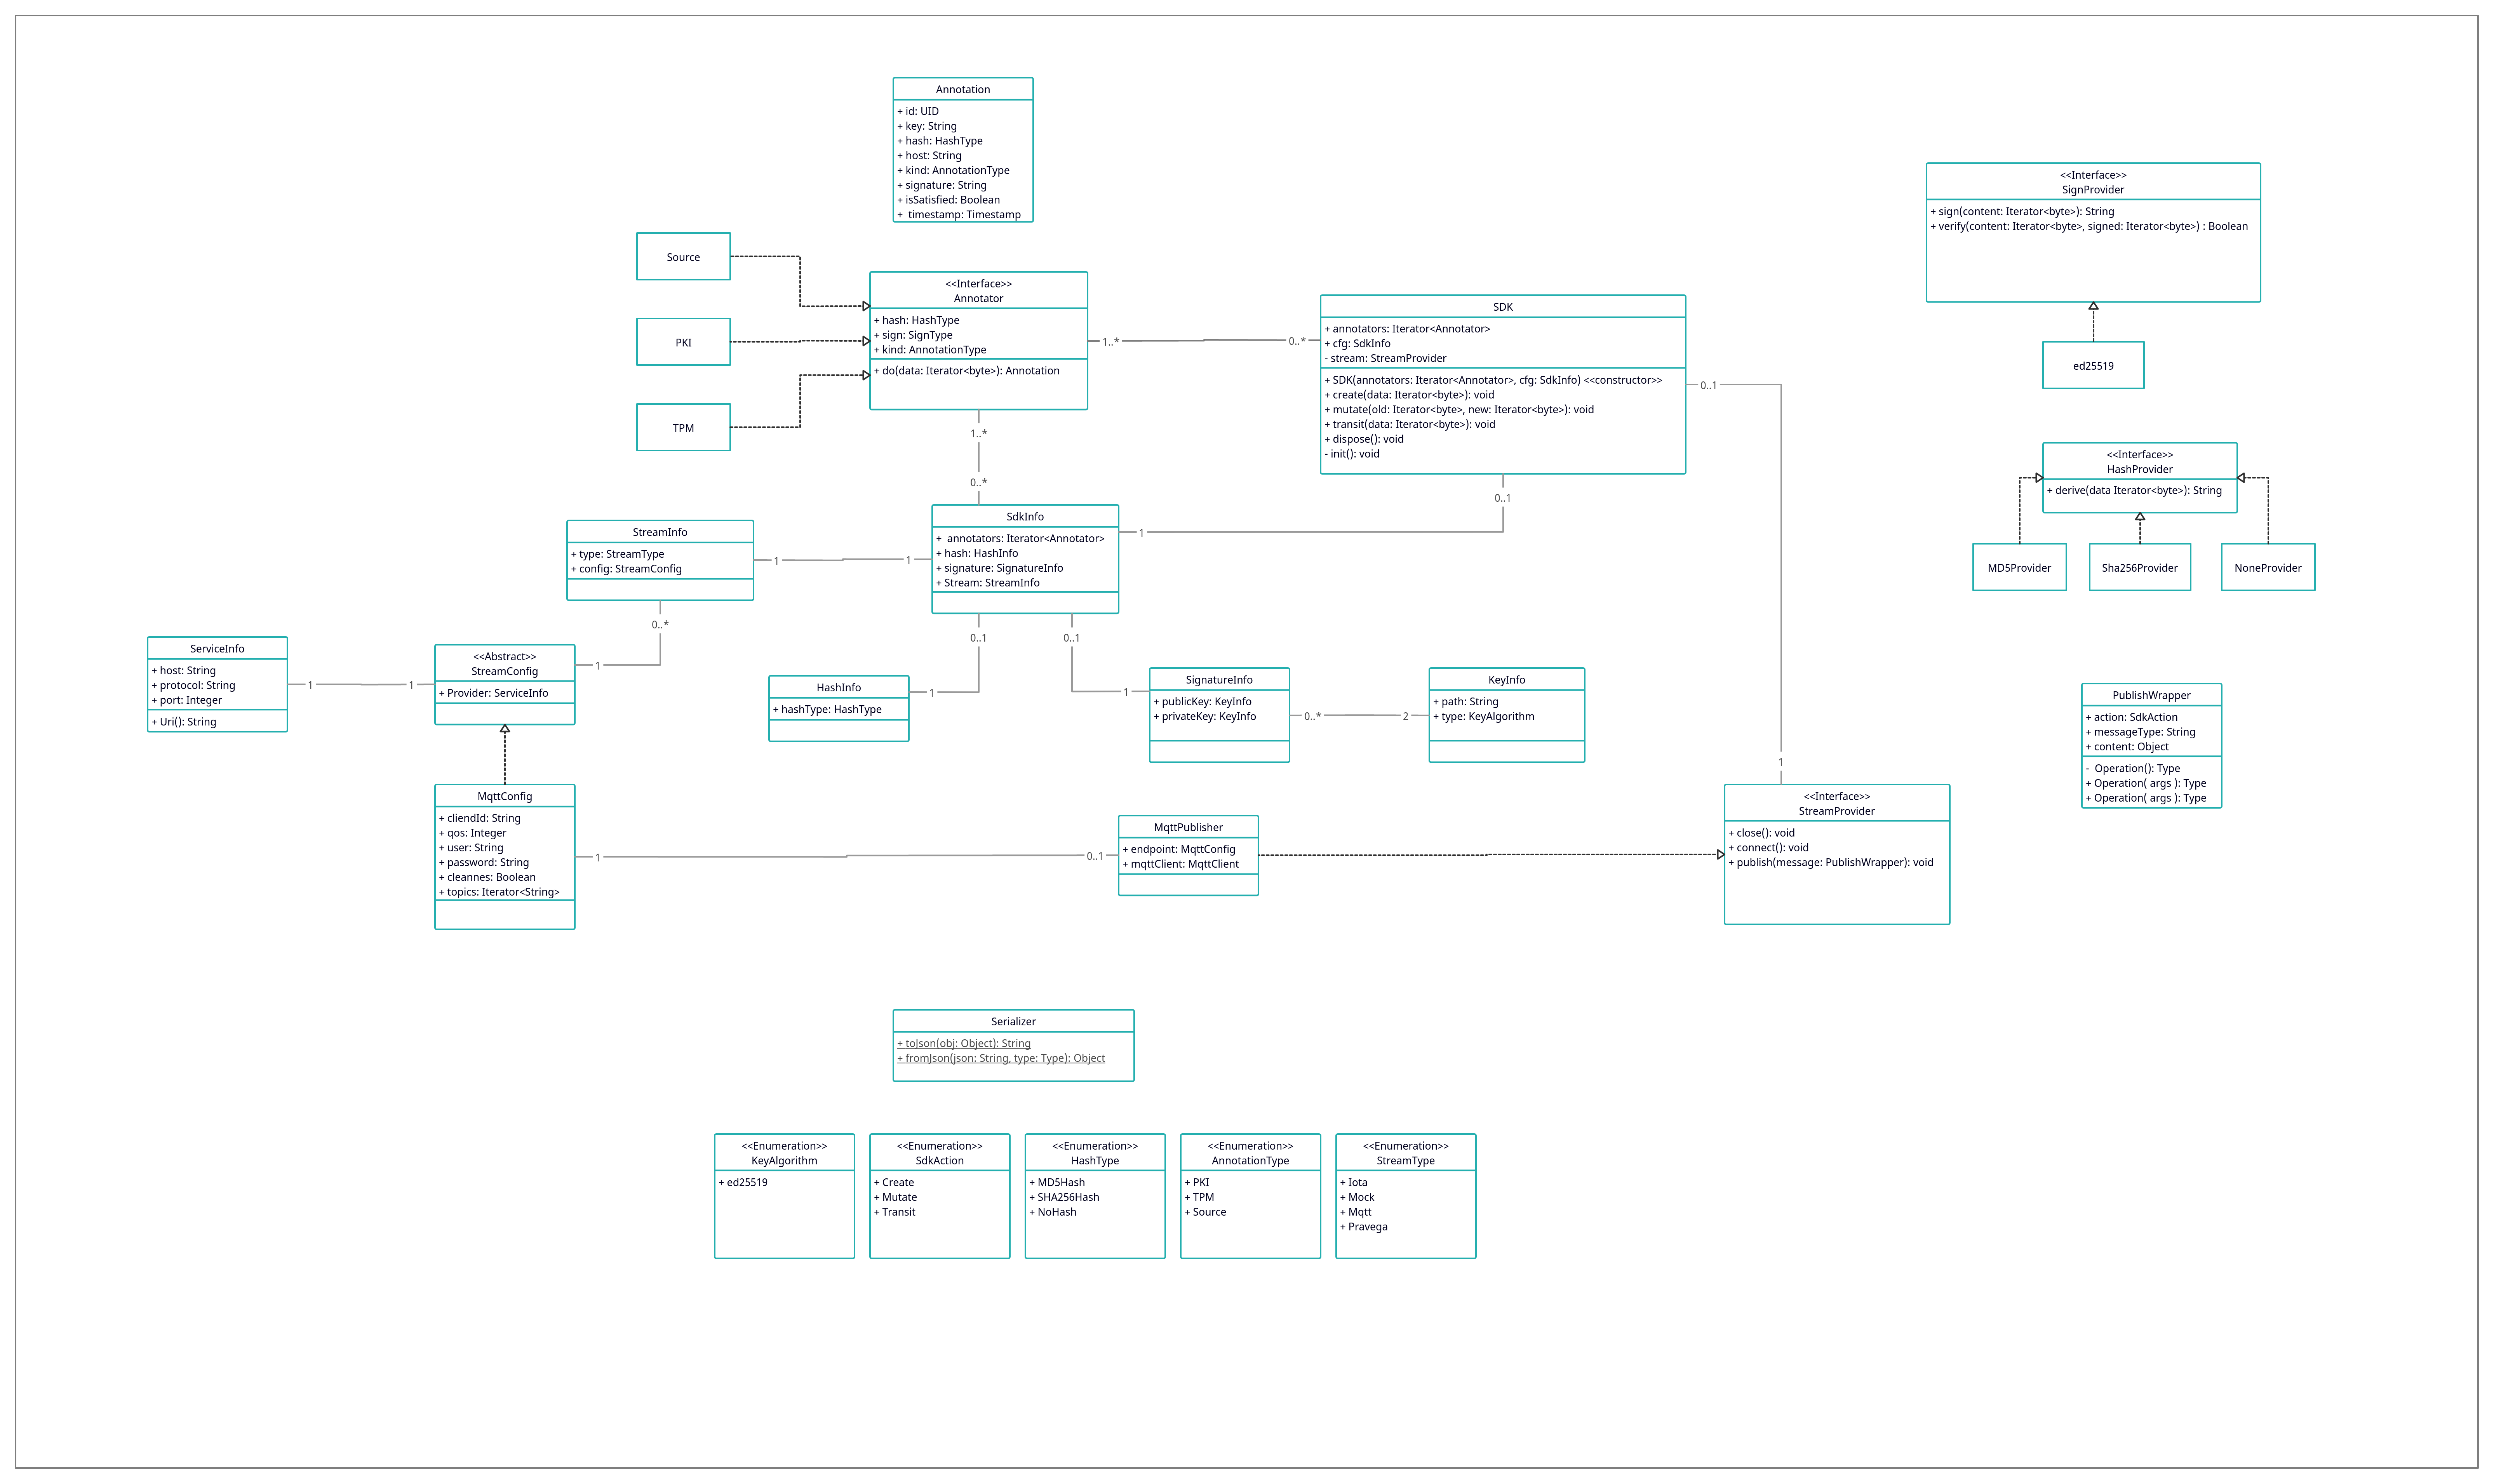 Annotation
+ id: UID
+ key: String
+ hash: HashType
+ host: String
+ kind: AnnotationType
+ signature: String
+ isSatisfied: Boolean
+  timestamp: Timestamp
<<Interface>>
SignProvider
+ sign(content: Iterator<byte>): String
+ verify(content: Iterator<byte>, signed: Iterator<byte>) : Boolean
Source
PKI
TPM
<<Interface>>
Annotator
+ hash: HashType
+ sign: SignType
+ kind: AnnotationType
+ do(data: Iterator<byte>): Annotation
1..*
0..*
SDK
+ annotators: Iterator<Annotator>
+ cfg: SdkInfo
- stream: StreamProvider
+ SDK(annotators: Iterator<Annotator>, cfg: SdkInfo) <<constructor>>
+ create(data: Iterator<byte>): void
+ mutate(old: Iterator<byte>, new: Iterator<byte>): void
+ transit(data: Iterator<byte>): void
+ dispose(): void
- init(): void
0..1
ed25519
1..*
0..*
0..1
1
<<Interface>>
HashProvider
+ derive(data Iterator<byte>): String
MD5Provider
Sha256Provider
NoneProvider
StreamInfo
+ type: StreamType
+ config: StreamConfig
1
1
SdkInfo
+  annotators: Iterator<Annotator>
+ hash: HashInfo
+ signature: SignatureInfo
+ Stream: StreamInfo
0..*
0..1
0..1
ServiceInfo
+ host: String
+ protocol: String
+ port: Integer
+ Uri(): String
1
1
<<Abstract>>
StreamConfig
+ Provider: ServiceInfo
1
HashInfo
+ hashType: HashType
1
1
SignatureInfo
+ publicKey: KeyInfo
+ privateKey: KeyInfo
0..*
2
KeyInfo
+ path: String
+ type: KeyAlgorithm
PublishWrapper
+ action: SdkAction
+ messageType: String
+ content: Object
-  Operation(): Type
+ Operation( args ): Type
+ Operation( args ): Type
1
MqttConfig
+ cliendId: String
+ qos: Integer
+ user: String
+ password: String
+ cleannes: Boolean
+ topics: Iterator<String>
1
0..1
MqttPublisher
+ endpoint: MqttConfig
+ mqttClient: MqttClient
<<Interface>>
StreamProvider
+ close(): void
+ connect(): void
+ publish(message: PublishWrapper): void
Serializer
+ toJson(obj: Object): String
+ fromJson(json: String, type: Type): Object
<<Enumeration>>
KeyAlgorithm
+ ed25519
<<Enumeration>>
SdkAction
+ Create
+ Mutate
+ Transit
<<Enumeration>>
HashType
+ MD5Hash
+ SHA256Hash
+ NoHash
<<Enumeration>>
AnnotationType
+ PKI
+ TPM
+ Source
<<Enumeration>>
StreamType
+ Iota
+ Mock
+ Mqtt
+ Pravega